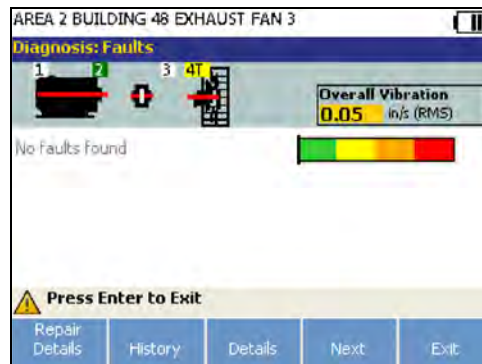 AREA 2 BUILDING 48 EXHAUST FAN 3
Diagnosis: Faults
1 2 3 4T
Overall Vibration
0.05 in/s (RMS)
No faults found
Press Enter to Exit
Repair Details
History
Details
Next
Exit